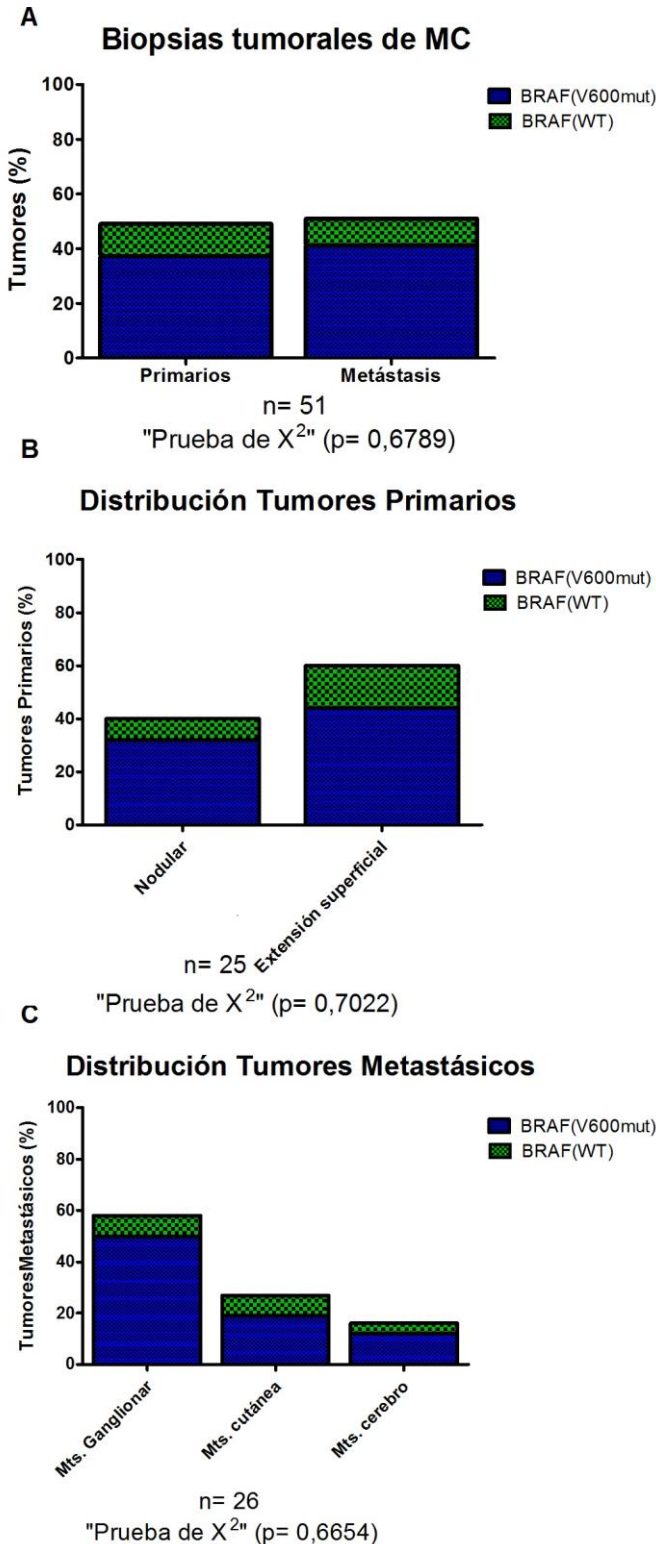 A
Biopsias tumorales de MC
100
80
60
40
20
0
Tumores (%)
BRAF(V600mut)
BRAF(WT)
Primarios
Metástasis
n= 51
"Prueba de X²" (p= 0,6789)
B
Distribución Tumores Primarios
100
80
60
40
20
0
Tumores Primarios (%)
BRAF(V600mut)
BRAF(WT)
Nodular
Extensión superficial
n= 25
"Prueba de X²" (p= 0,7022)
C
Distribución Tumores Metastásicos
100
80
60
40
20
0
TumoresMetastásicos (%)
BRAF(V600mut)
BRAF(WT)
Mts. Ganglionar
Mts. cutánea
Mts. cerebro
n= 26
"Prueba de X²" (p= 0,6654)